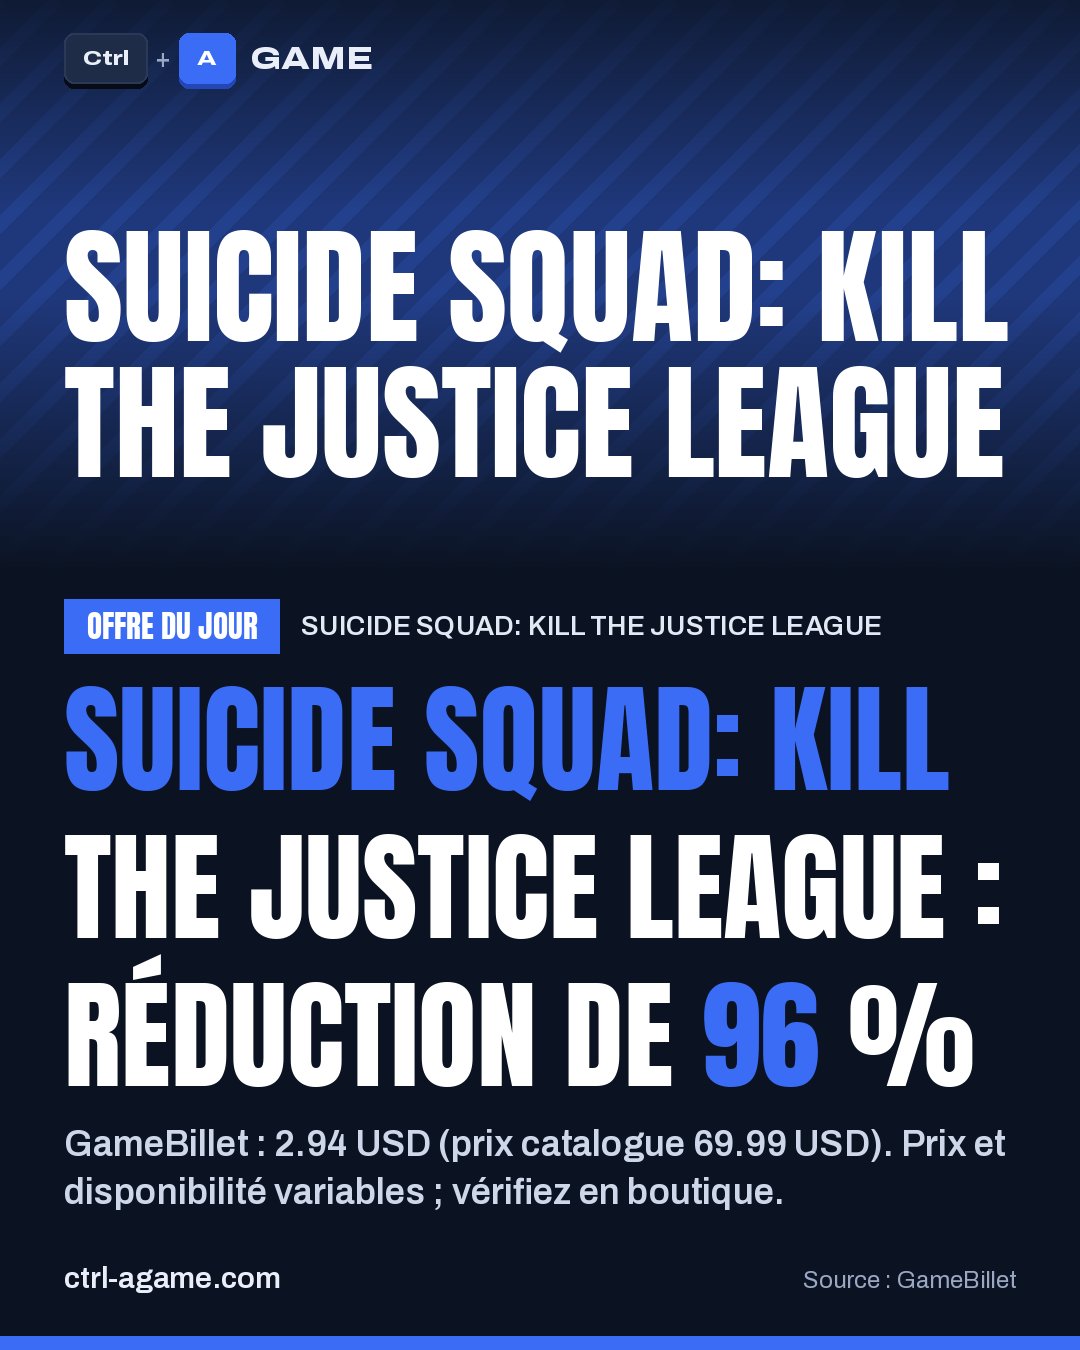 Ctrl + A GAME
SUICIDE SQUAD: KILL
THE JUSTICE LEAGUE
OFFRE DU JOUR SUICIDE SQUAD: KILL THE JUSTICE LEAGUE
SUICIDE SQUAD: KILL
THE JUSTICE LEAGUE :
RÉDUCTION DE 96 %
GameBillet : 2.94 USD (prix catalogue 69.99 USD). Prix et
disponibilité variables ; vérifiez en boutique.
ctrl-agame.com Source : GameBillet